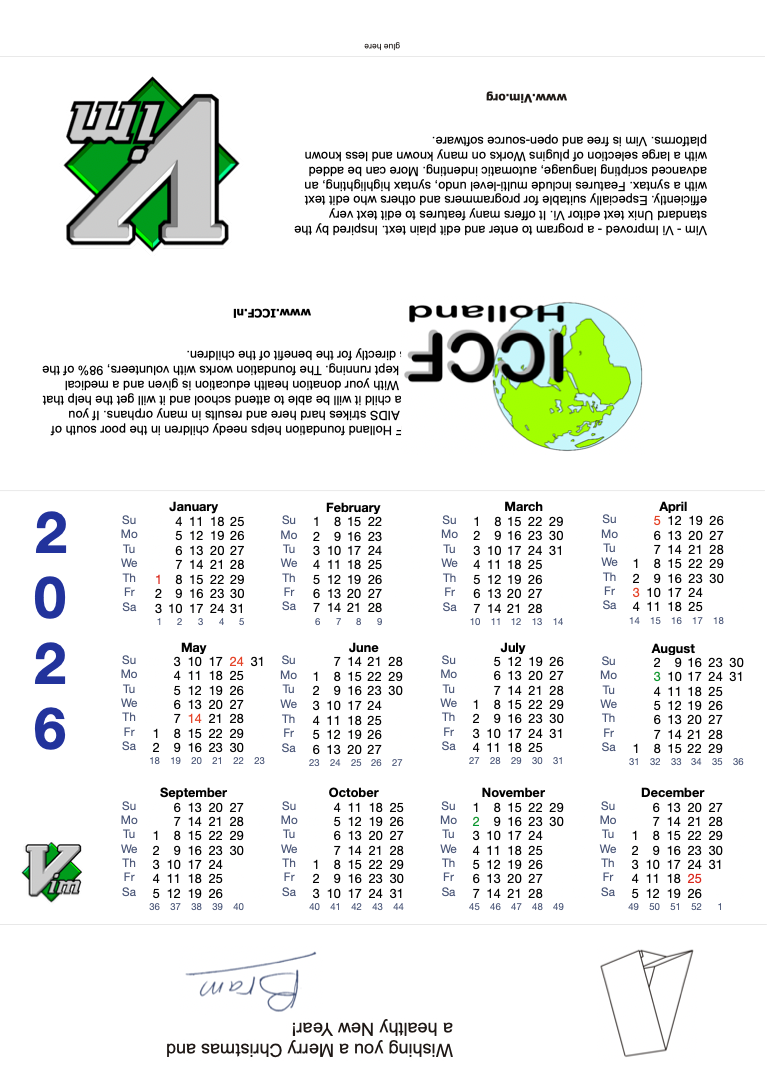 glue here
Vim - Vi Improved - a program to enter and edit plain text. Inspired by the
standard Unix text editor Vi. It offers many features to edit text very
efficiently. Especially suitable for programmers and others who edit text
with a syntax. Features include multi-level undo, syntax highlighting, an
advanced scripting language, automatic indenting. More can be added
with a large selection of plugins Works on many known and less known
platforms. Vim is free and open-source software.
www.Vim.org
Vim
ICCF
Holland
Holland foundation helps needy children in the poor south of
AIDS strikes hard here and results in many orphans. If you
a child it will be able to attend school and it will get the help that
With your donation health education is given and a medical
kept running. The foundation works with volunteers, 98% of the
directly for the benefit of the children.
www.ICCF.nl
2
0
2
6
January
Su 4 11 18 25
Mo 5 12 19 26
Tu 6 13 20 27
We 7 14 21 28
Th 1 8 15 22 29
Fr 2 9 16 23 30
Sa 3 10 17 24 31
1 2 3 4 5
February
Su 1 8 15 22
Mo 2 9 16 23
Tu 3 10 17 24
We 4 11 18 25
Th 5 12 19 26
Fr 6 13 20 27
Sa 7 14 21 28
6 7 8 9
March
Su 1 8 15 22 29
Mo 2 9 16 23 30
Tu 3 10 17 24 31
We 4 11 18 25
Th 5 12 19 26
Fr 6 13 20 27
Sa 7 14 21 28
10 11 12 13 14
April
Su 5 12 19 26
Mo 6 13 20 27
Tu 7 14 21 28
We 1 8 15 22 29
Th 2 9 16 23 30
Fr 3 10 17 24
Sa 4 11 18 25
14 15 16 17 18
May
Su 3 10 17 24 31
Mo 4 11 18 25
Tu 5 12 19 26
We 6 13 20 27
Th 7 14 21 28
Fr 1 8 15 22 29
Sa 2 9 16 23 30
18 19 20 21 22 23
June
Su 7 14 21 28
Mo 1 8 15 22 29
Tu 2 9 16 23 30
We 3 10 17 24
Th 4 11 18 25
Fr 5 12 19 26
Sa 6 13 20 27
23 24 25 26 27
July
Su 5 12 19 26
Mo 6 13 20 27
Tu 7 14 21 28
We 1 8 15 22 29
Th 2 9 16 23 30
Fr 3 10 17 24 31
Sa 4 11 18 25
27 28 29 30 31
August
Su 2 9 16 23 30
Mo 3 10 17 24 31
Tu 4 11 18 25
We 5 12 19 26
Th 6 13 20 27
Fr 7 14 21 28
Sa 1 8 15 22 29
31 32 33 34 35 36
September
Su 6 13 20 27
Mo 7 14 21 28
Tu 1 8 15 22 29
We 2 9 16 23 30
Th 3 10 17 24
Fr 4 11 18 25
Sa 5 12 19 26
36 37 38 39 40
October
Su 4 11 18 25
Mo 5 12 19 26
Tu 6 13 20 27
We 7 14 21 28
Th 1 8 15 22 29
Fr 2 9 16 23 30
Sa 3 10 17 24 31
40 41 42 43 44
November
Su 1 8 15 22 29
Mo 2 9 16 23 30
Tu 3 10 17 24
We 4 11 18 25
Th 5 12 19 26
Fr 6 13 20 27
Sa 7 14 21 28
45 46 47 48 49
December
Su 6 13 20 27
Mo 7 14 21 28
Tu 1 8 15 22 29
We 2 9 16 23 30
Th 3 10 17 24 31
Fr 4 11 18 25
Sa 5 12 19 26
49 50 51 52 1
Vim
Wishing you a Merry Christmas and
a healthy New Year!
Bram